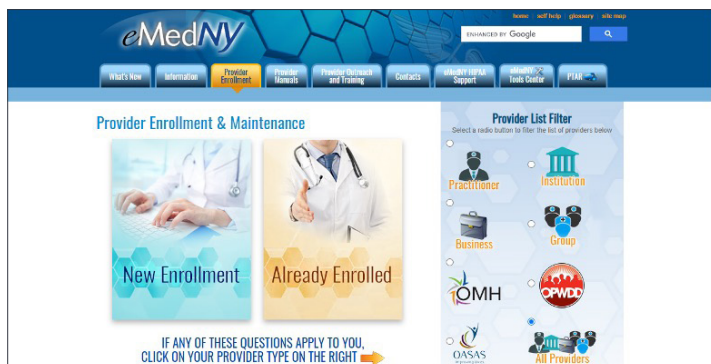 home self help glossary site map
eMedNY
ENHANCED BY Google
What's New
Information
Provider
Enrollment
Provider
Manuals
Provider Outreach
and Training
Contacts
eMedNY HIPAA
Support
eMedNY
Tools Center
PTAR
Provider Enrollment & Maintenance
New Enrollment
Already Enrolled
IF ANY OF THESE QUESTIONS APPLY TO YOU,
CLICK ON YOUR PROVIDER TYPE ON THE RIGHT
Provider List Filter
Select a radio button to filter the list of providers below
Practitioner
Institution
Business
Group
OMH
OPWDD
OASAS
All Providers